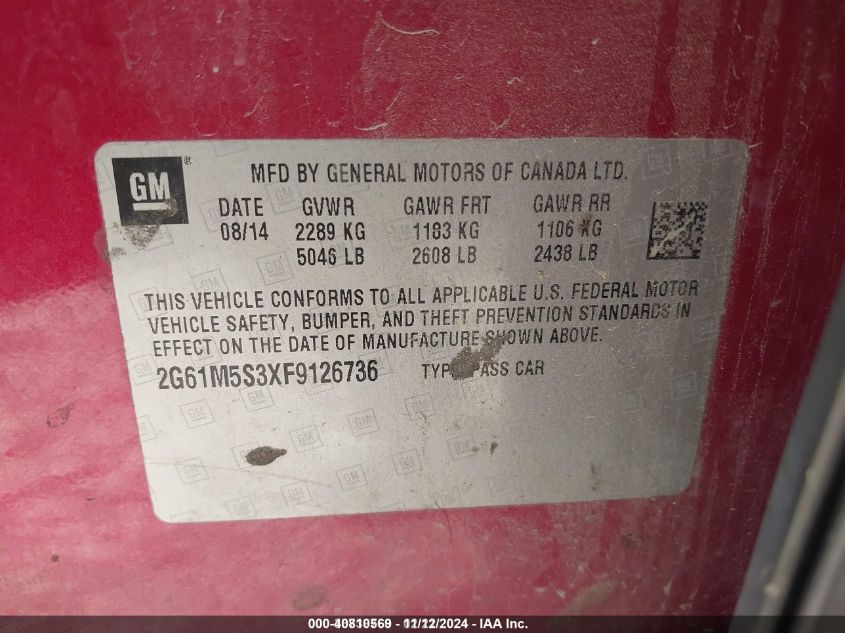 GM
®
MFD BY GENERAL MOTORS OF CANADA LTD.
DATE GVWR GAWR FRT GAWR RR
08/14 2289 KG 1183 KG 1106 KG
5046 LB 2608 LB 2438 LB
THIS VEHICLE CONFORMS TO ALL APPLICABLE U.S. FEDERAL MOTOR
VEHICLE SAFETY, BUMPER, AND THEFT PREVENTION STANDARDS IN
EFFECT ON THE DATE OF MANUFACTURE SHOWN ABOVE.
2G61M5S3XF9126736 TYPE: PASS CAR
000-40810569 - 11/12/2024 - IAA Inc.